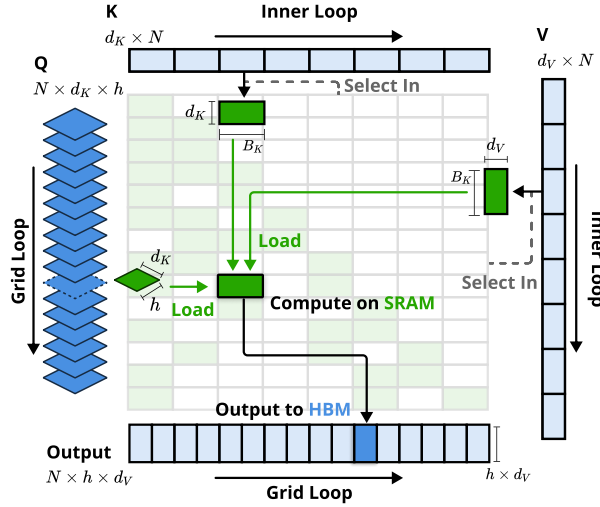 K
Inner Loop
V
d_K × N
Q
d_V × N
N × d_K × h
Select In
d_K
B_K
d_V
B_K
Grid Loop
Inner Loop
Load
d_K
h
Load
Select In
Compute on SRAM
Output to HBM
Output
N × h × d_V
h × d_V
Grid Loop